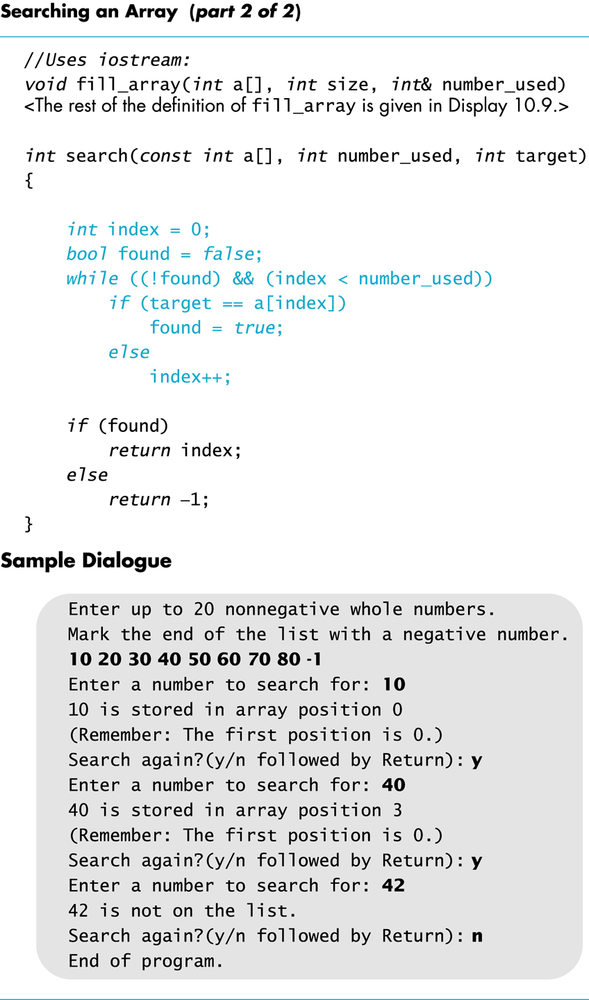 Searching an Array (part 2 of 2)
//Uses iostream:
void fill_array(int a[], int size, int& number_used)
<The rest of the definition of fill_array is given in Display 10.9.>
int search(const int a[], int number_used, int target)
{
int index = 0;
bool found = false;
while ((!found) && (index < number_used))
if (target == a[index])
found = true;
else
index++;
if (found)
return index;
else
return –1;
}
Sample Dialogue
Enter up to 20 nonnegative whole numbers.
Mark the end of the list with a negative number.
10 20 30 40 50 60 70 80 -1
Enter a number to search for: 10
10 is stored in array position 0
(Remember: The first position is 0.)
Search again?(y/n followed by Return): y
Enter a number to search for: 40
40 is stored in array position 3
(Remember: The first position is 0.)
Search again?(y/n followed by Return): y
Enter a number to search for: 42
42 is not on the list.
Search again?(y/n followed by Return): n
End of program.